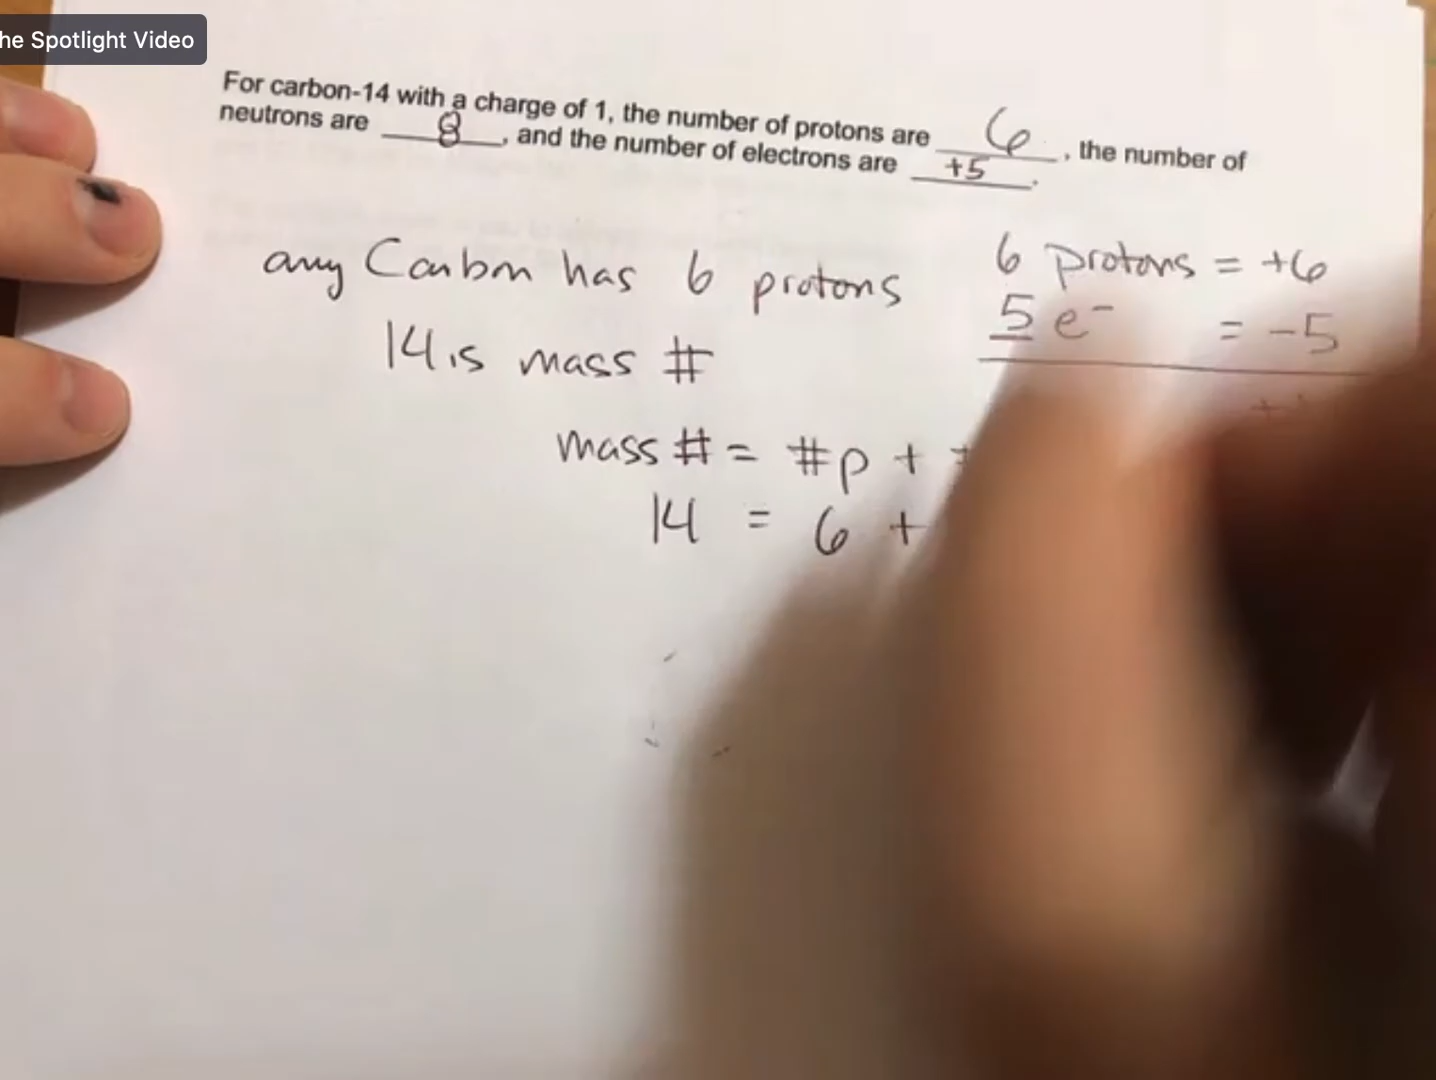 he Spotlight Video
For carbon-14 with a charge of 1, the number of protons are 6, the number of
neutrons are 8, and the number of electrons are +5.
any Carbon has 6 protons
14 is mass #
mass # = #p +
14 = 6 +
6 protons = +6
5 e⁻ = -5
+